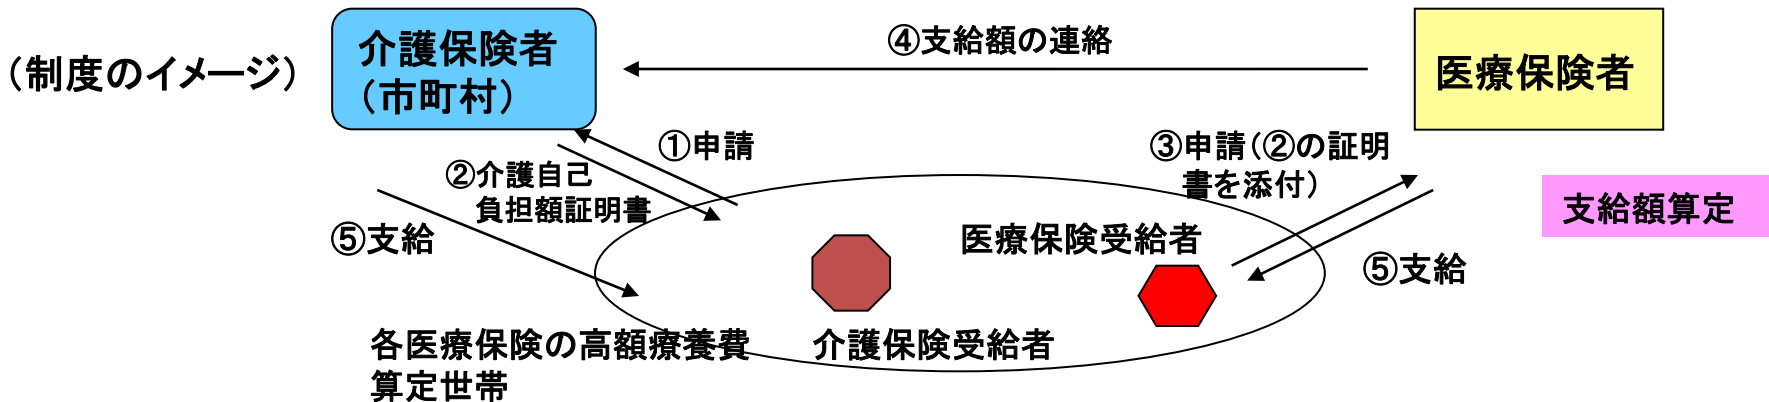 （制度のイメージ）
介護保険者
（市町村）
④支給額の連絡
医療保険者
①申請
②介護自己
負担額証明書
③申請（②の証明
書を添付）
支給額算定
⑤支給
医療保険受給者
⑤支給
各医療保険の高額療養費
算定世帯
介護保険受給者